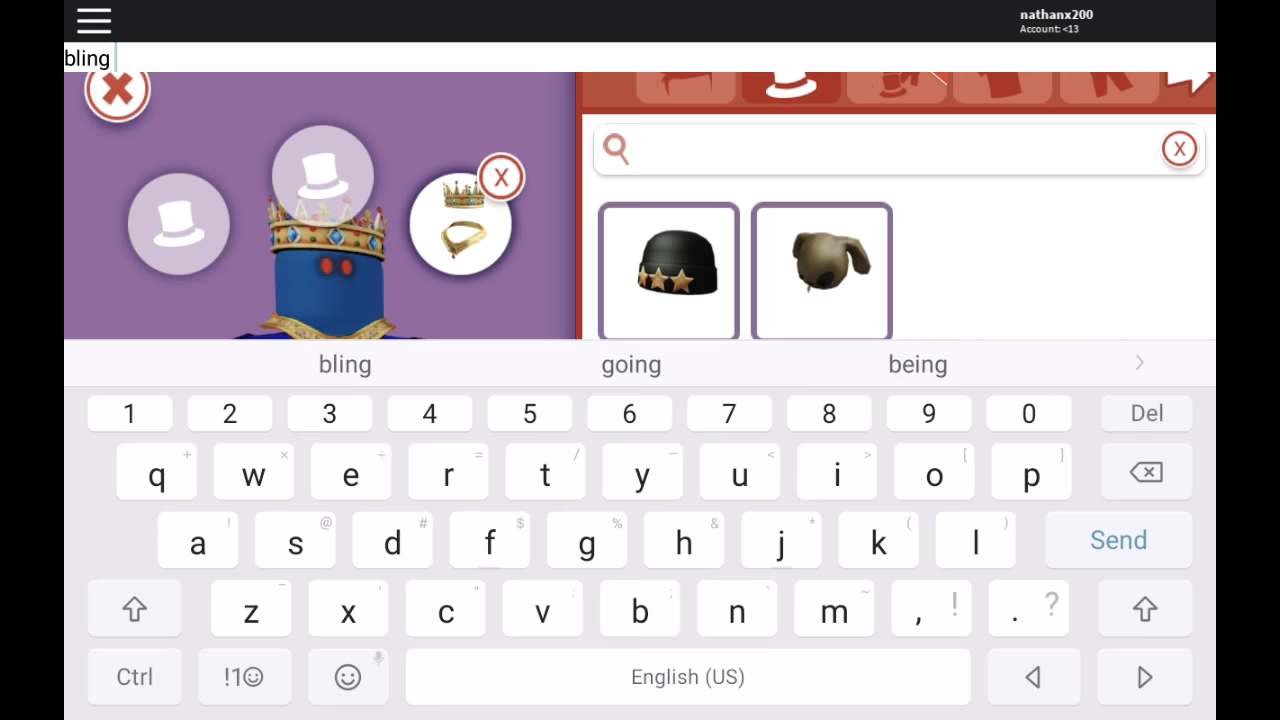 nathanx200
Account: <13
bling
X
X
bling going being
1 2 3 4 5 6 7 8 9 0 Del
+ × ÷ = / _ < > [ ]
q w e r t y u i o p
! @ # $ % & * ( )
a s d f g h j k l Send
- ' " : ; ` ~ ! ?
z x c v b n m , .
Ctrl !1☺ English (US)